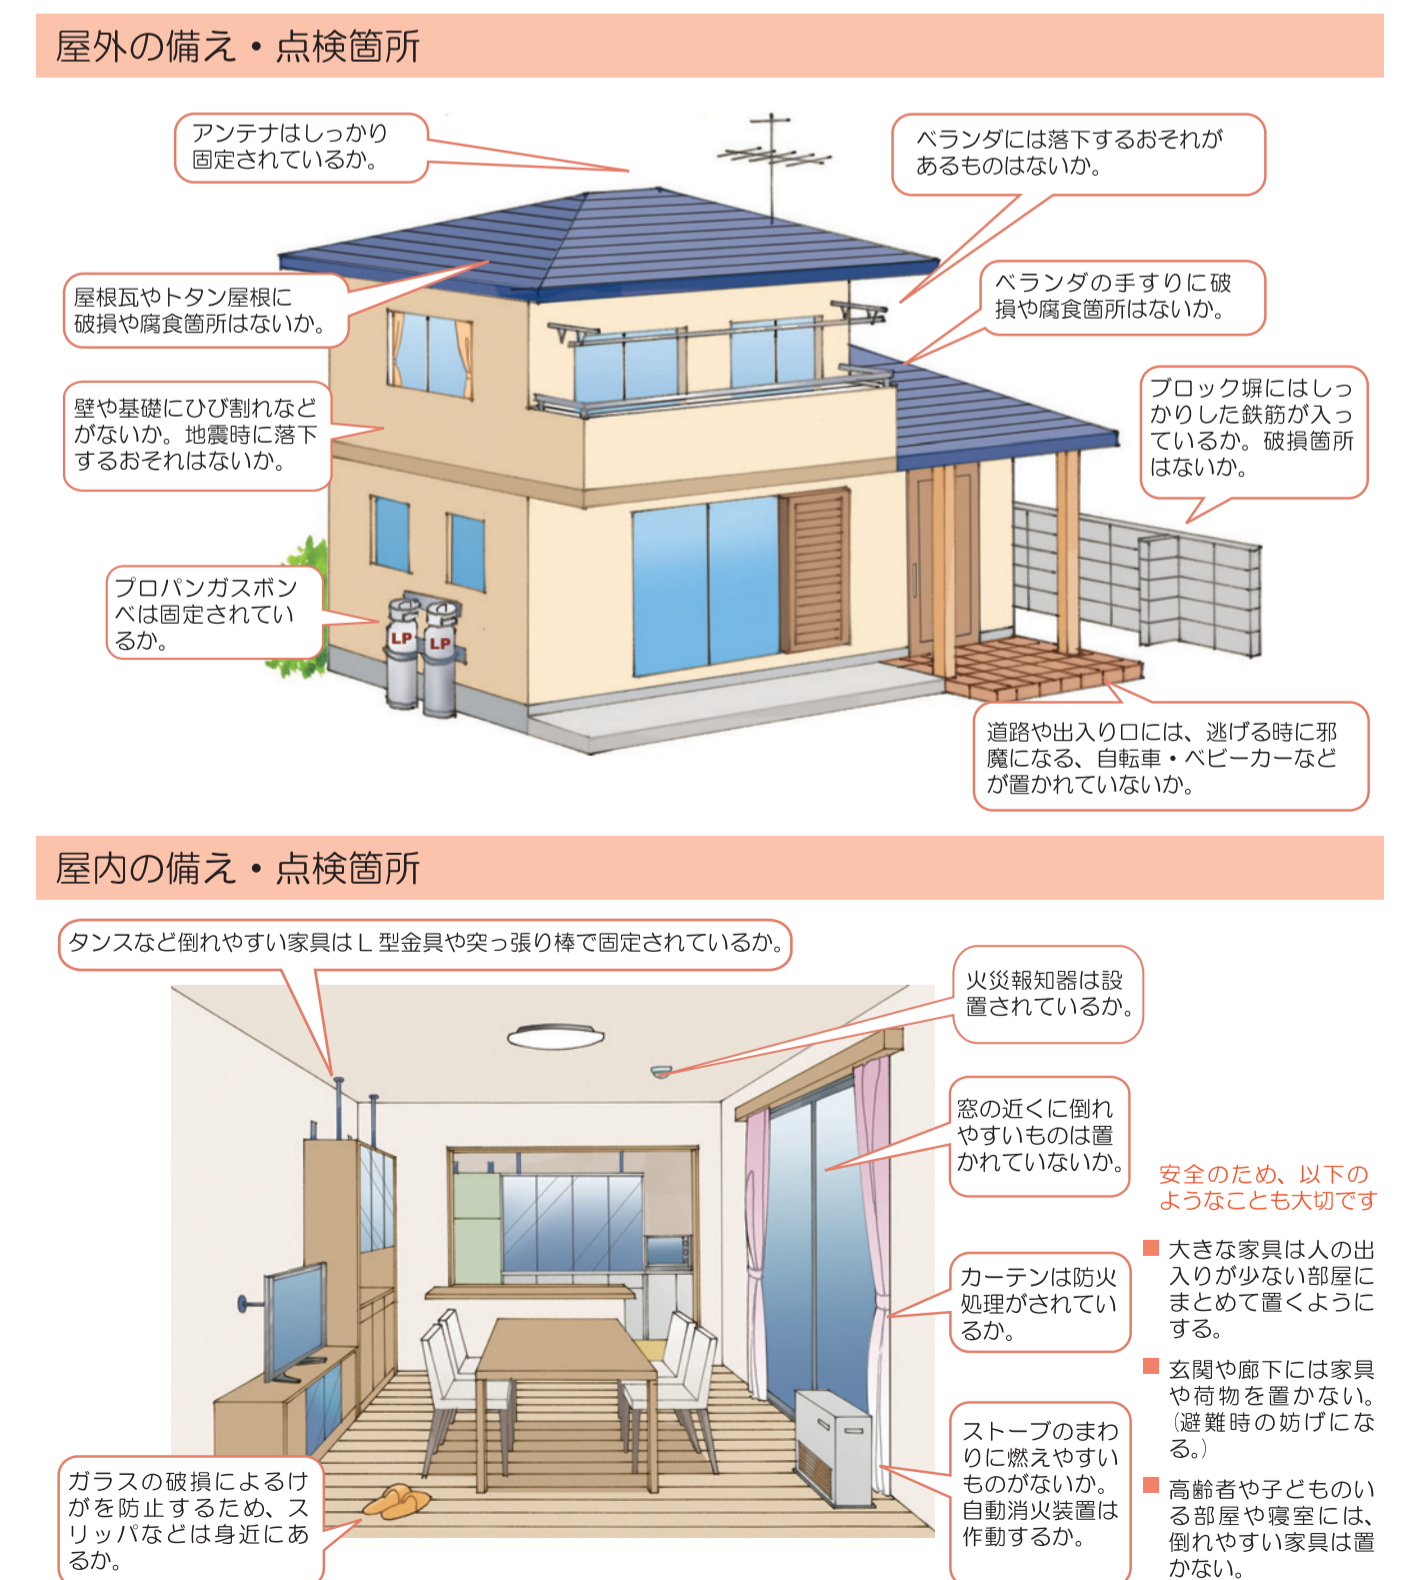 屋外の備え・点検箇所
アンテナはしっかり
固定されているか。
ベランダには落下するおそれが
あるものはないか。
屋根瓦やトタン屋根に
破損や腐食箇所はないか。
ベランダの手すりに破
損や腐食箇所はないか。
壁や基礎にひび割れなど
がないか。地震時に落下
するおそれはないか。
ブロック塀にはしっ
かりした鉄筋が入っ
ているか。破損箇所
はないか。
プロパンガスボン
ベは固定されてい
るか。
LP
LP
道路や出入り口には、逃げる時に邪
魔になる、自転車・ベビーカーなど
が置かれていないか。
屋内の備え・点検箇所
タンスなど倒れやすい家具はL型金具や突っ張り棒で固定されているか。
火災報知器は設
置されているか。
窓の近くに倒れ
やすいものは置
かれていないか。
カーテンは防火
処理がされてい
るか。
ストーブのまわ
りに燃えやすい
ものがないか。
自動消火装置は
作動するか。
ガラスの破損によるけ
がを防止するため、ス
リッパなどは身近にあ
るか。
安全のため、以下の
ようなことも大切です
■ 大きな家具は人の出
入りが少ない部屋に
まとめて置くように
する。
■ 玄関や廊下には家具
や荷物を置かない。
（避難時の妨げにな
る。）
■ 高齢者や子どものい
る部屋や寝室には、
倒れやすい家具は置
かない。